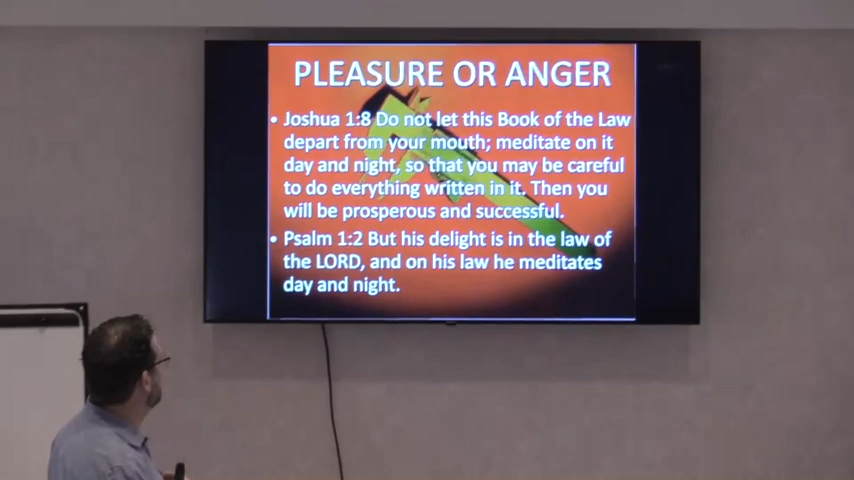 PLEASURE OR ANGER
• Joshua 1:8 Do not let this Book of the Law
depart from your mouth; meditate on it
day and night, so that you may be careful
to do everything written in it. Then you
will be prosperous and successful.
• Psalm 1:2 But his delight is in the law of
the LORD, and on his law he meditates
day and night.